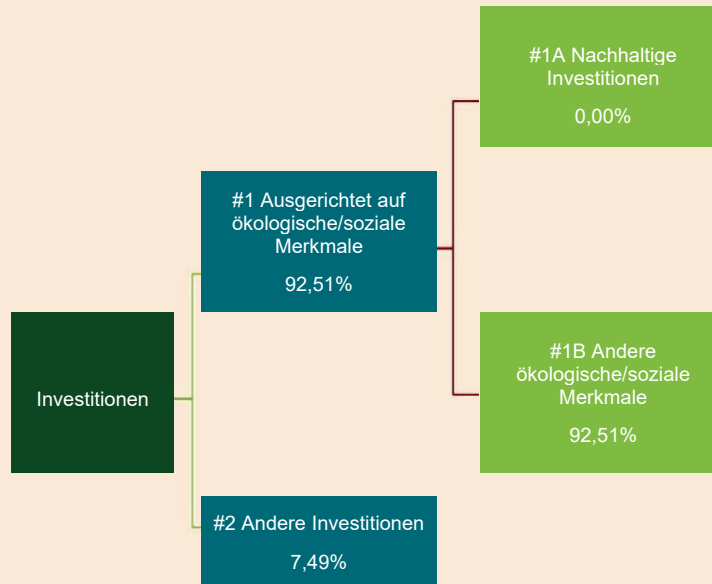 Investitionen
#1 Ausgerichtet auf
ökologische/soziale
Merkmale
92,51%
#2 Andere Investitionen
7,49%
#1A Nachhaltige
Investitionen
0,00%
#1B Andere
ökologische/soziale
Merkmale
92,51%